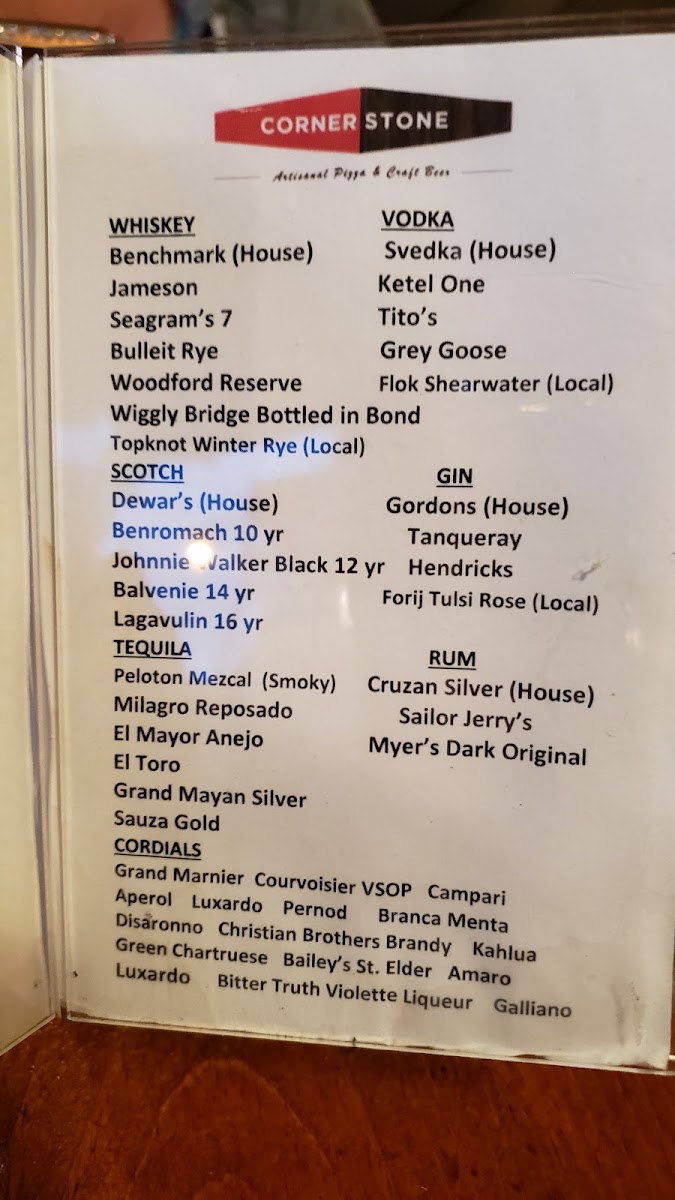 CORNERSTONE
Artisanal Pizza & Craft Beer
WHISKEY
Benchmark (House)
Jameson
Seagram's 7
Bulleit Rye
Woodford Reserve
Wiggly Bridge Bottled in Bond
Topknot Winter Rye (Local)
VODKA
Svedka (House)
Ketel One
Tito's
Grey Goose
Flok Shearwater (Local)
SCOTCH
Dewar's (House)
Benromach 10 yr
Johnnie Walker Black 12 yr
Balvenie 14 yr
Lagavulin 16 yr
GIN
Gordons (House)
Tanqueray
Hendricks
Forij Tulsi Rose (Local)
TEQUILA
Peloton Mezcal (Smoky)
Milagro Reposado
El Mayor Anejo
El Toro
Grand Mayan Silver
Sauza Gold
RUM
Cruzan Silver (House)
Sailor Jerry's
Myer's Dark Original
CORDIALS
Grand Marnier Courvoisier VSOP Campari
Aperol Luxardo Pernod Branca Menta
Disaronno Christian Brothers Brandy Kahlua
Green Chartruese Bailey's St. Elder Amaro
Luxardo Bitter Truth Violette Liqueur Galliano